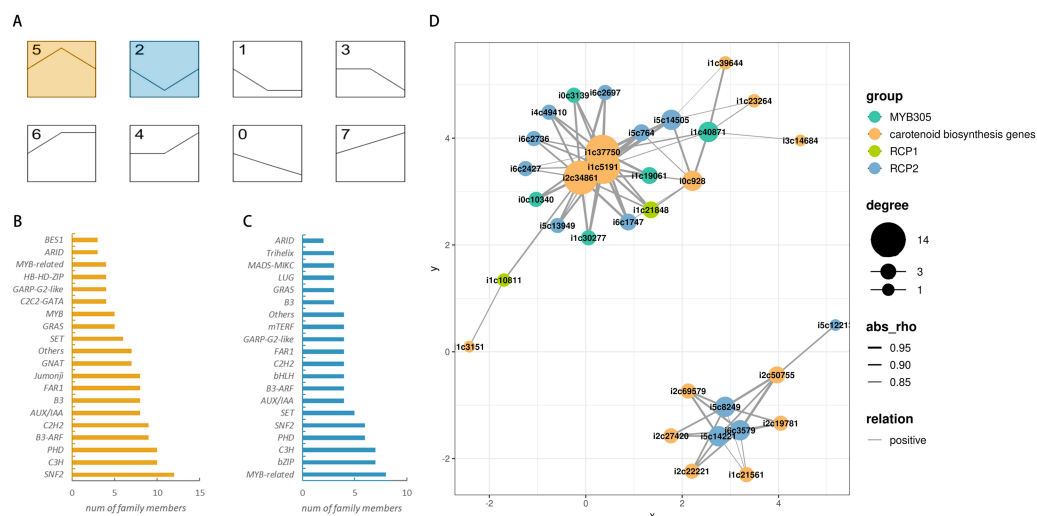 A
5
2
1
3
6
4
0
7
B
BES1
ARID
MYB-related
HB-HD-ZIP
GARP-G2-like
C2C2-GATA
MYB
GRAS
SET
Others
GNAT
Jumonji
FAR1
B3
AUX/IAA
C2H2
B3-ARF
PHD
C3H
SNF2
0 5 10 15
num of family members
C
ARID
Trihelix
MADS-MIKC
LUG
GRAS
B3
Others
mTERF
GARP-G2-like
FAR1
C2H2
bHLH
B3-ARF
AUX/IAA
SET
SNF2
PHD
C3H
bZIP
MYB-related
0 5 10
num of family members
D
i1c39644
i0c3139
i6c2697
i1c23264
i4c49410
i5c14505
i5c764
i1c40871
i6c2736
i3c14684
i1c37750
i1c5191
i6c2427
i2c34861
i1c19061
i0c928
i0c10340
i1c21848
i5c13949
i6c1747
i1c30277
i1c10811
1c3151
i5c1221
i2c50755
i2c69579
i5c8249
i2c19781
i6c3579
i2c27420
i5c14221
i2c22221
i1c21561
y
4
2
0
-2
-2 0 2 4
x
group
MYB305
carotenoid biosynthesis genes
RCP1
RCP2
degree
14
3
1
abs_rho
0.95
0.90
0.85
relation
positive